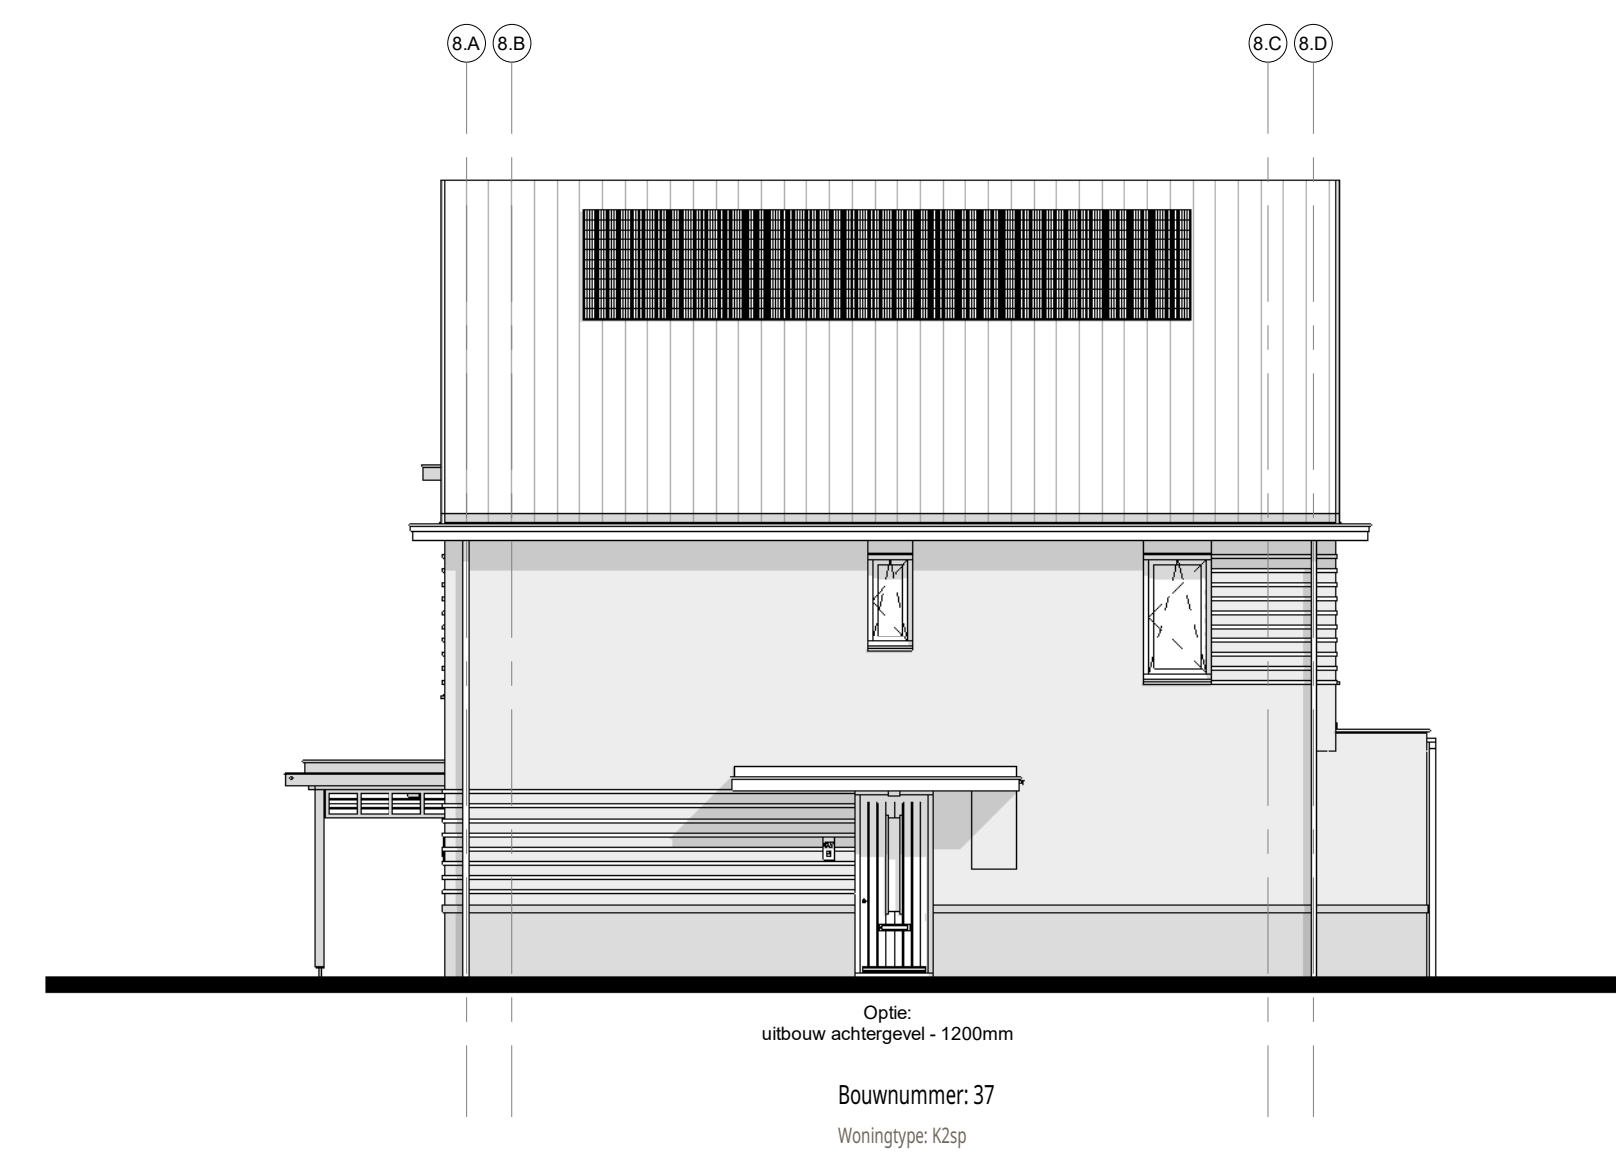 8.A 8.B 8.C 8.D
Optie:
uitbouw achtergevel - 1200mm
Bouwnummer: 37
Woningtype: K2sp